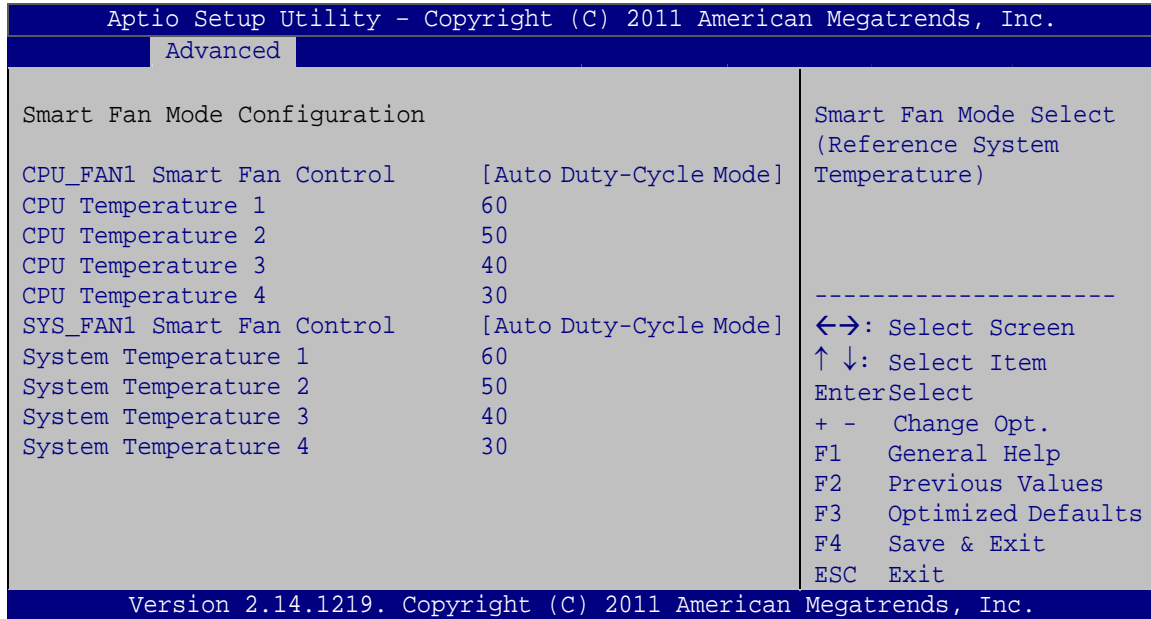 Aptio Setup Utility – Copyright (C) 2011 American Megatrends, Inc.
Advanced
Smart Fan Mode Configuration
CPU_FAN1 Smart Fan Control [Auto Duty-Cycle Mode]
CPU Temperature 1 60
CPU Temperature 2 50
CPU Temperature 3 40
CPU Temperature 4 30
SYS_FAN1 Smart Fan Control [Auto Duty-Cycle Mode]
System Temperature 1 60
System Temperature 2 50
System Temperature 3 40
System Temperature 4 30
Smart Fan Mode Select
(Reference System
Temperature)
---------------------
←→: Select Screen
↑ ↓: Select Item
EnterSelect
+ - Change Opt.
F1 General Help
F2 Previous Values
F3 Optimized Defaults
F4 Save & Exit
ESC Exit
Version 2.14.1219. Copyright (C) 2011 American Megatrends, Inc.